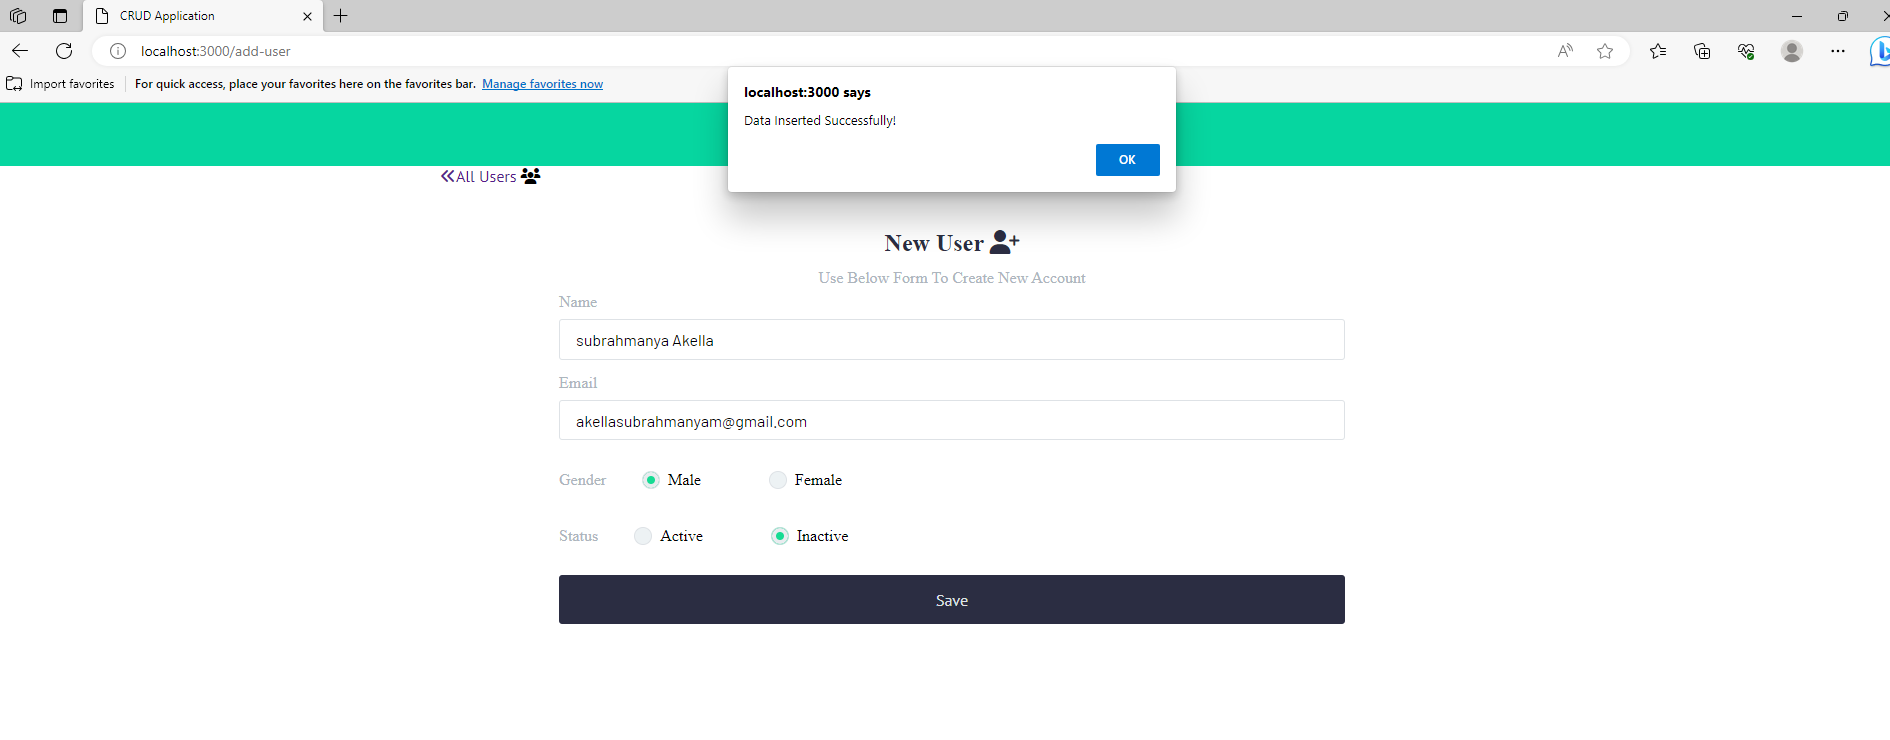 CRUD Application
localhost:3000/add-user
Import favorites
For quick access, place your favorites here on the favorites bar. Manage favorites now
localhost:3000 says
Data Inserted Successfully!
OK
All Users
New User
Use Below Form To Create New Account
Name
subrahmanya Akella
Email
akellasubrahmanyam@gmail.com
Gender Male Female
Status Active Inactive
Save